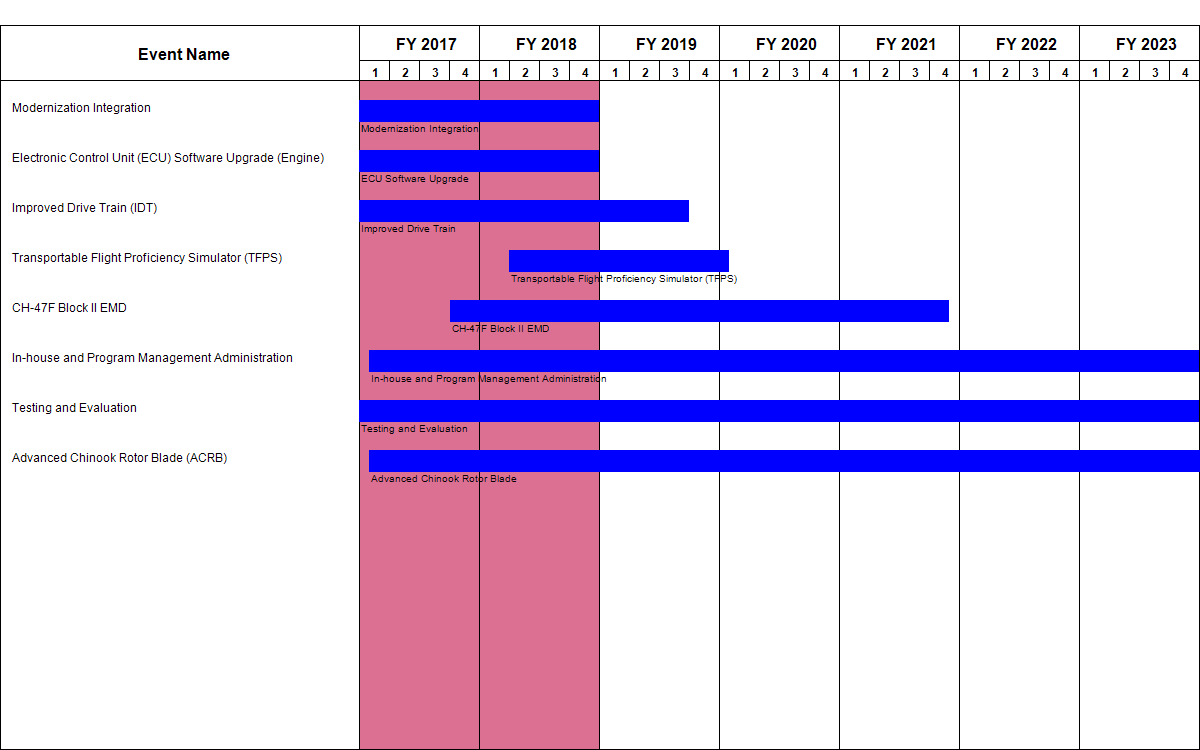 Event Name
FY 2017 FY 2018 FY 2019 FY 2020 FY 2021 FY 2022 FY 2023
1 2 3 4 1 2 3 4 1 2 3 4 1 2 3 4 1 2 3 4 1 2 3 4 1 2 3 4
Modernization Integration
Modernization Integration
Electronic Control Unit (ECU) Software Upgrade (Engine)
ECU Software Upgrade
Improved Drive Train (IDT)
Improved Drive Train
Transportable Flight Proficiency Simulator (TFPS)
Transportable Flight Proficiency Simulator (TFPS)
CH-47F Block II EMD
CH-47F Block II EMD
In-house and Program Management Administration
In-house and Program Management Administration
Testing and Evaluation
Testing and Evaluation
Advanced Chinook Rotor Blade (ACRB)
Advanced Chinook Rotor Blade